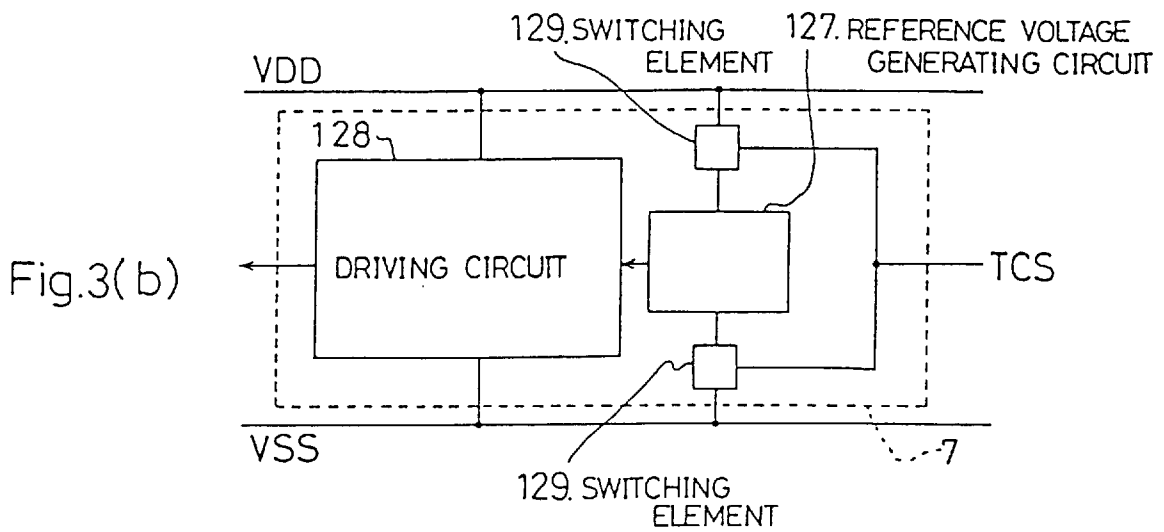 129. SWITCHING
ELEMENT
127. REFERENCE VOLTAGE
GENERATING CIRCUIT
VDD
128
DRIVING CIRCUIT
Fig.3(b)
TCS
VSS
7
129. SWITCHING
ELEMENT